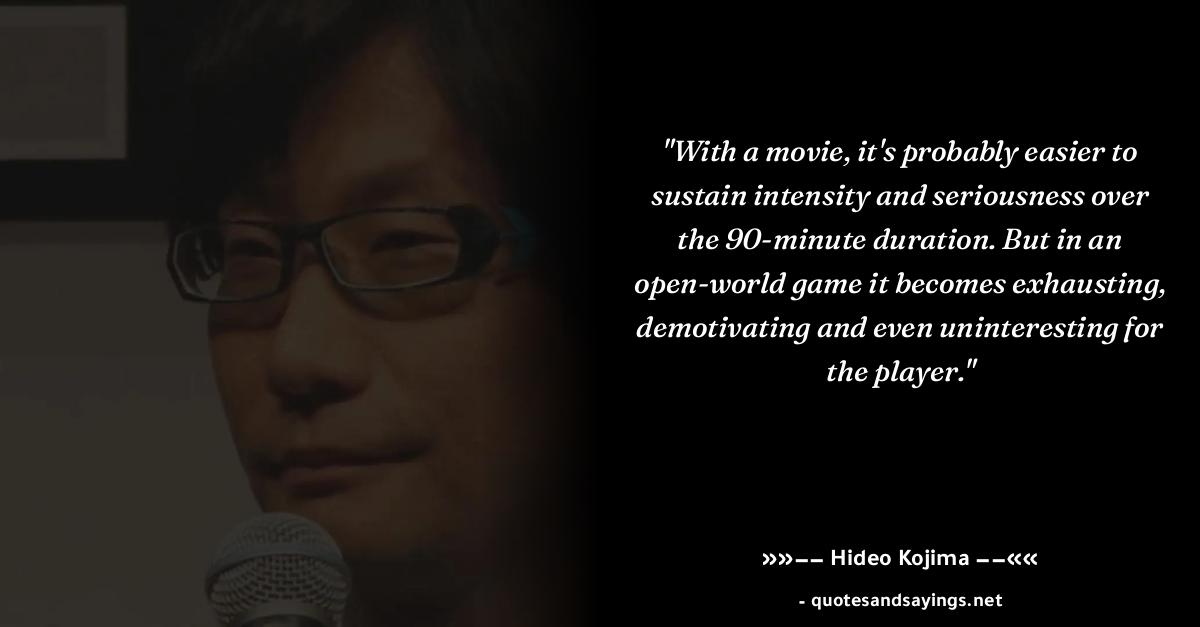 "With a movie, it's probably easier to
sustain intensity and seriousness over
the 90-minute duration. But in an
open-world game it becomes exhausting,
demotivating and even uninteresting for
the player."
»»–– Hideo Kojima ––««
- quotesandsayings.net